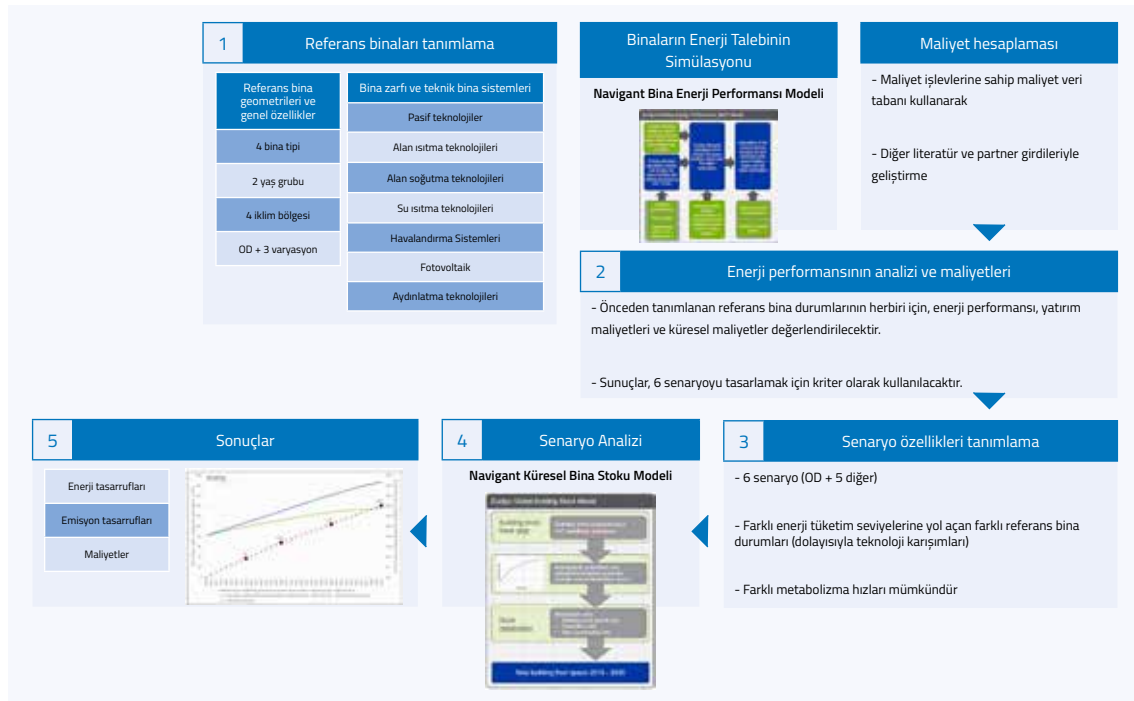 1
Referans binaları tanımlama
Referans bina
geometrileri ve
genel özellikler
4 bina tipi
2 yaş grubu
4 iklim bölgesi
OD + 3 varyasyon
Bina zarfı ve teknik bina sistemleri
Pasif teknolojiler
Alan ısıtma teknolojileri
Alan soğutma teknolojileri
Su ısıtma teknolojileri
Havalandırma Sistemleri
Fotovoltaik
Aydınlatma teknolojileri
Binaların Enerji Talebinin
Simülasyonu
Navigant Bina Enerji Performansı Modeli
Maliyet hesaplaması
- Maliyet işlevlerine sahip maliyet veri
tabanı kullanarak
- Diğer literatür ve partner girdileriyle
geliştirme
2
Enerji performansının analizi ve maliyetleri
- Önceden tanımlanan referans bina durumlarının herbiri için, enerji performansı, yatırım
maliyetleri ve küresel maliyetler değerlendirilecektir.
- Sunuçlar, 6 senaryoyu tasarlamak için kriter olarak kullanılacaktır.
3
Senaryo özellikleri tanımlama
- 6 senaryo (OD + 5 diğer)
- Farklı enerji tüketim seviyelerine yol açan farklı referans bina
durumları (dolayısıyla teknoloji karışımları)
- Farklı metabolizma hızları mümkündür
4
Senaryo Analizi
Navigant Küresel Bina Stoku Modeli
5
Sonuçlar
Enerji tasarrufları
Emisyon tasarrufları
Maliyetler